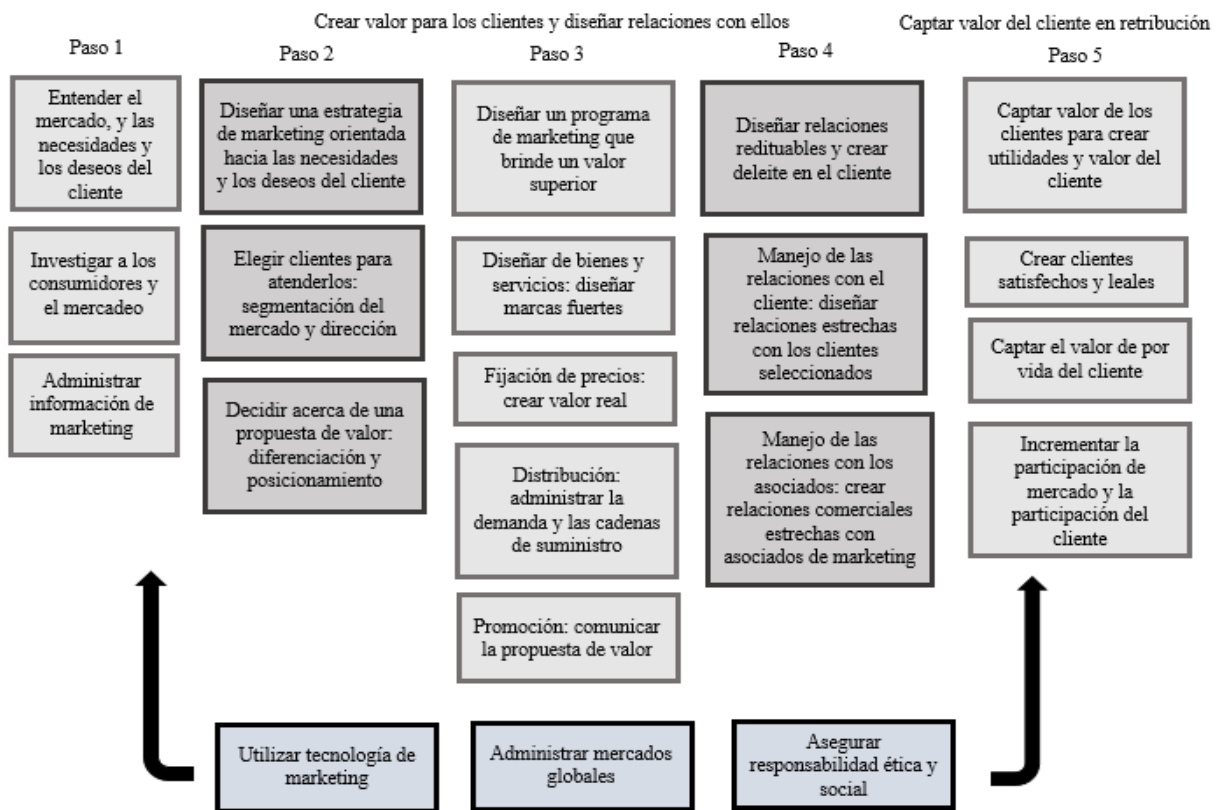 Crear valor para los clientes y diseñar relaciones con ellos
Captar valor del cliente en retribución
Paso 1
Entender el
mercado, y las
necesidades y
los deseos del
cliente
Investigar a los
consumidores y
el mercadeo
Administrar
información de
marketing
Paso 2
Diseñar una estrategia
de marketing orientada
hacia las necesidades
y los deseos del cliente
Elegir clientes para
atenderlos:
segmentación del
mercado y dirección
Decidir acerca de una
propuesta de valor:
diferenciación y
posicionamiento
Paso 3
Diseñar un programa
de marketing que
brinde un valor
superior
Diseñar de bienes y
servicios: diseñar
marcas fuertes
Fijación de precios:
crear valor real
Distribución:
administrar la
demanda y las cadenas
de suministro
Promoción: comunicar
la propuesta de valor
Paso 4
Diseñar relaciones
redituables y crear
deleite en el cliente
Manejo de las
relaciones con el
cliente: diseñar
relaciones estrechas
con los clientes
seleccionados
Manejo de las
relaciones con los
asociados: crear
relaciones comerciales
estrechas con
asociados de marketing
Paso 5
Captar valor de los
clientes para crear
utilidades y valor del
cliente
Crear clientes
satisfechos y leales
Captar el valor de por
vida del cliente
Incrementar la
participación de
mercado y la
participación del
cliente
Utilizar tecnología de
marketing
Administrar mercados
globales
Asegurar
responsabilidad ética y
social